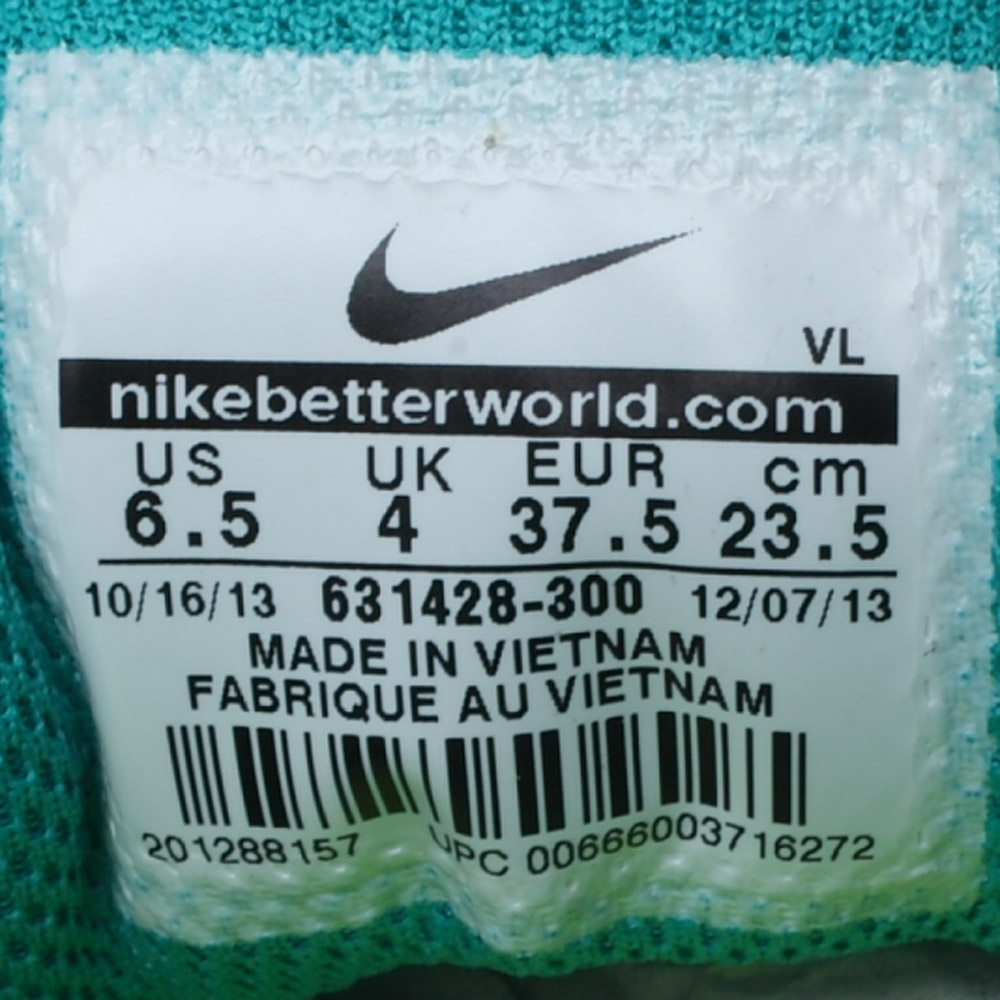 VL
nikebetterworld.com
US UK EUR cm
6.5 4 37.5 23.5
10/16/13 631428-300 12/07/13
MADE IN VIETNAM
FABRIQUE AU VIETNAM
201288157 UPC 00666003716272